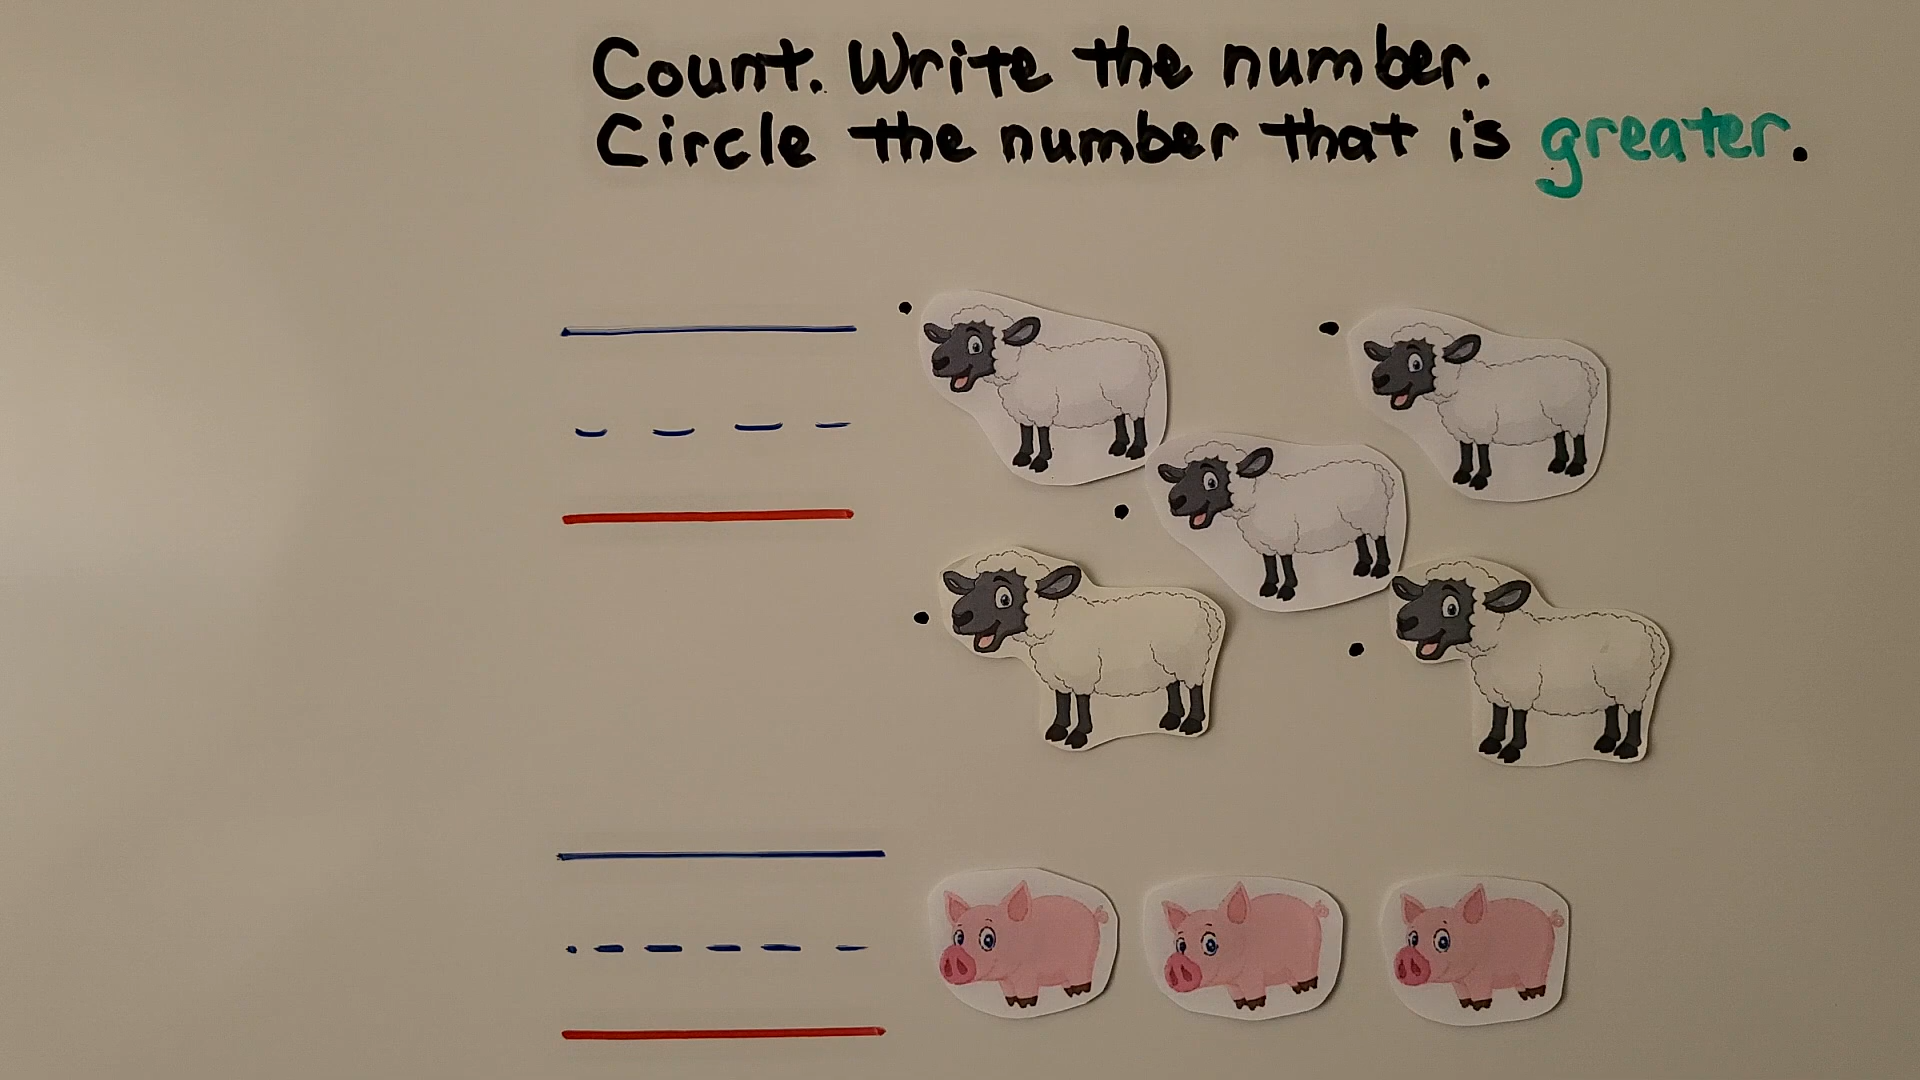 Count. Write the number.
Circle the number that is greater.